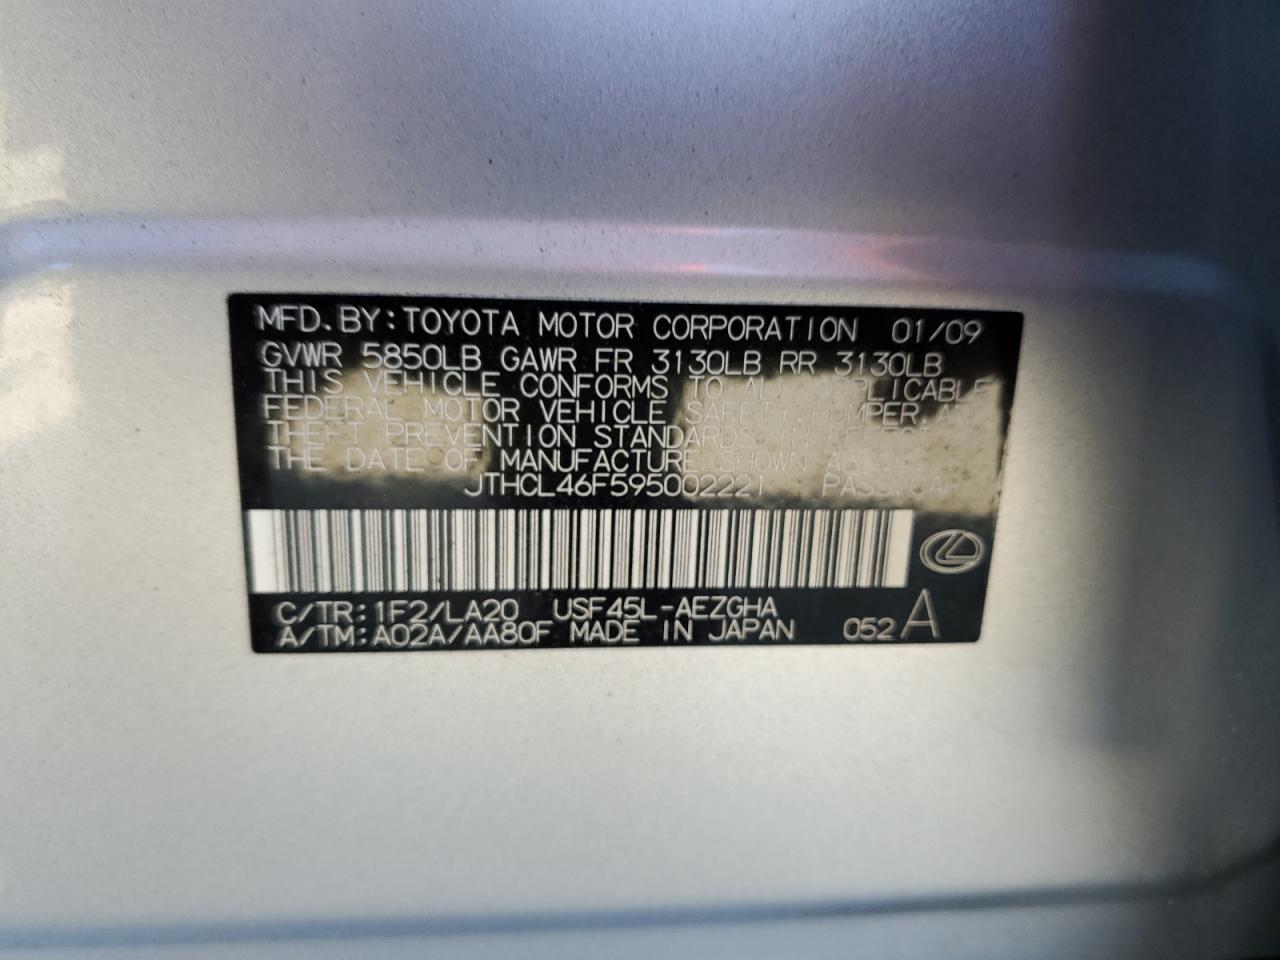 MFD.BY:TOYOTA MOTOR CORPORATION 01/09
GVWR 5850LB GAWR FR 3130LB RR 3130LB
THIS VEHICLE CONFORMS TO ALL APPLICABLE
FEDERAL MOTOR VEHICLE SAFETY, BUMPER, AND
THEFT PREVENTION STANDARDS IN EFFECT
THE DATE OF MANUFACTURE SHOWN ABOVE
JTHCL46F595002221 PASS.CAR
C/TR:1F2/LA20 USF45L-AEZGHA
A/TM:A02A/AA80F MADE IN JAPAN 052 A